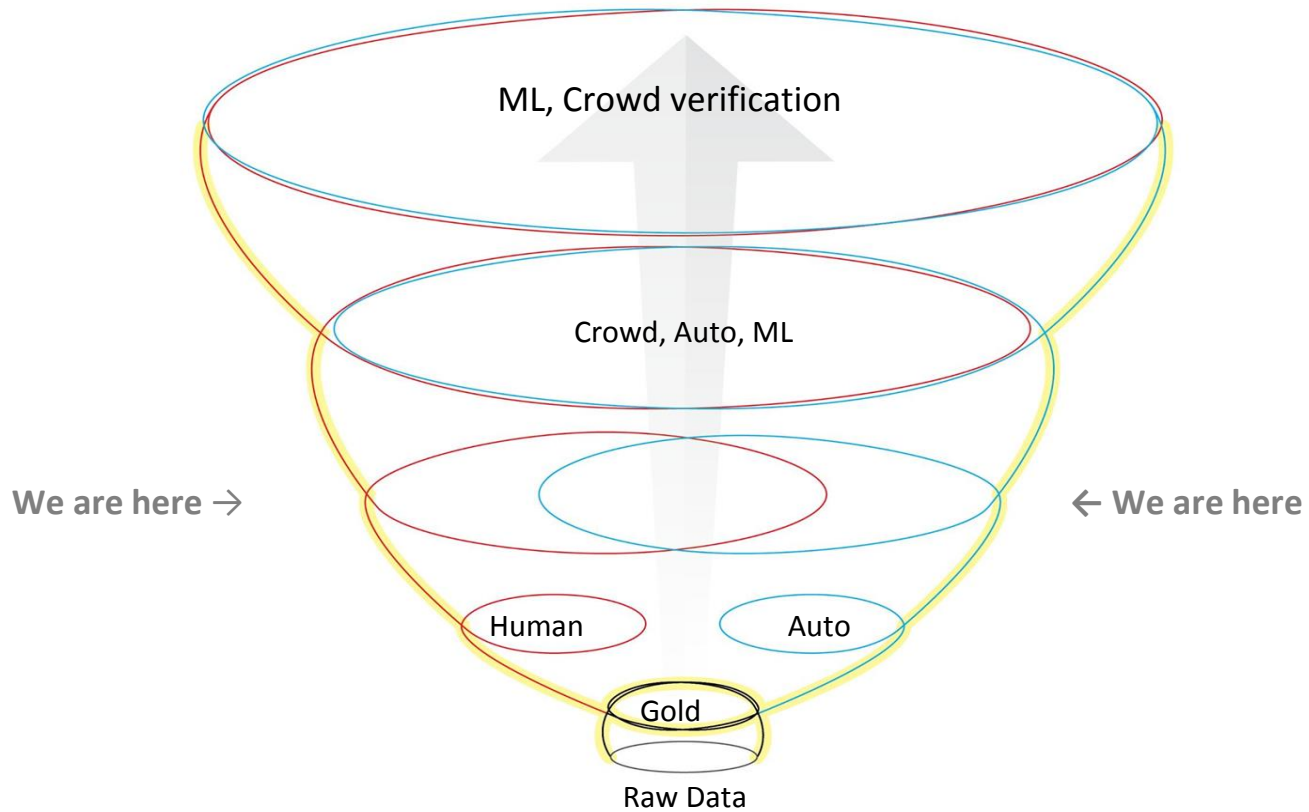 ML, Crowd verification
Crowd, Auto, ML
We are here →
← We are here
Human
Auto
Gold
Raw Data